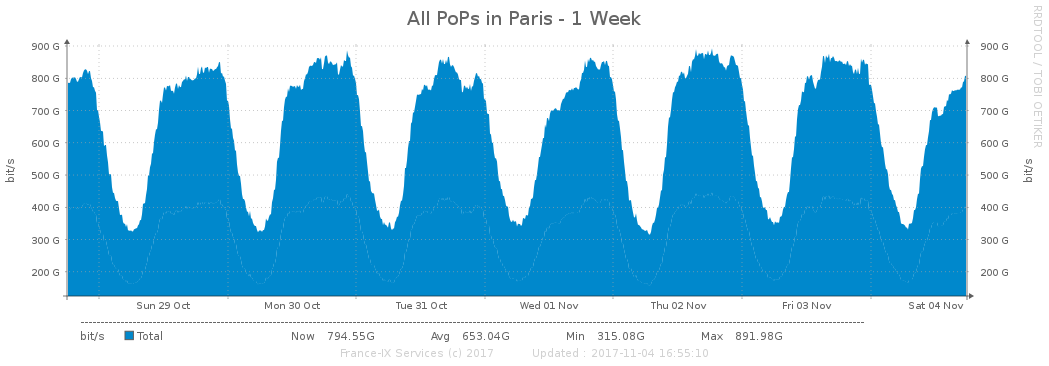 All PoPs in Paris - 1 Week
RRDTOOL / TOBI OETIKER
900 G 900 G
800 G 800 G
700 G 700 G
600 G 600 G
500 G 500 G
400 G 400 G
300 G 300 G
200 G 200 G
bit/s bit/s
Sun 29 Oct Mon 30 Oct Tue 31 Oct Wed 01 Nov Thu 02 Nov Fri 03 Nov Sat 04 Nov
bit/s Total Now 794.55G Avg 653.04G Min 315.08G Max 891.98G
France-IX Services (c) 2017 Updated : 2017-11-04 16:55:10